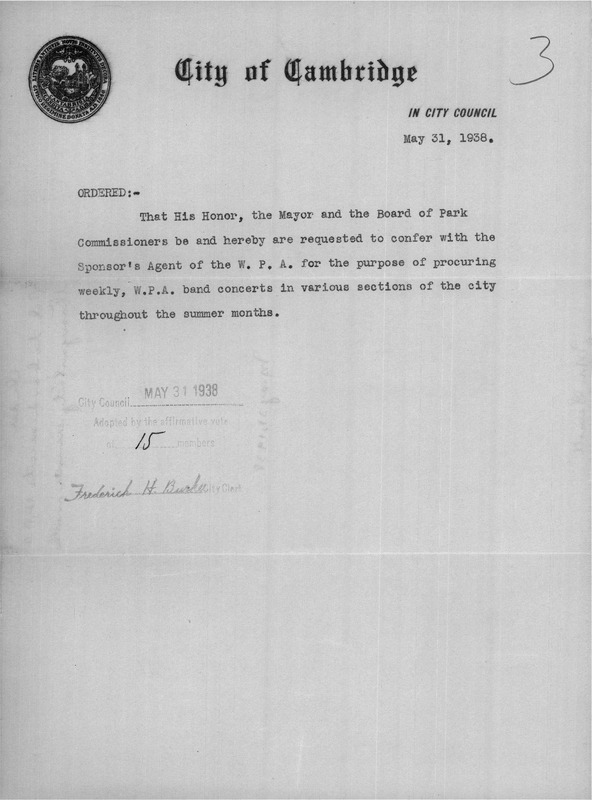 City of Cambridge
3
IN CITY COUNCIL
May 31, 1938.
ORDERED:-
That His Honor, the Mayor and the Board of Park
Commissioners be and hereby are requested to confer with the
Sponsor's Agent of the W. P. A. for the purpose of procuring
weekly, W.P.A. band concerts in various sections of the city
throughout the summer months.
City Council MAY 31 1938
Adopted by the affirmative vote
of 15 members
Frederick H. City Clerk